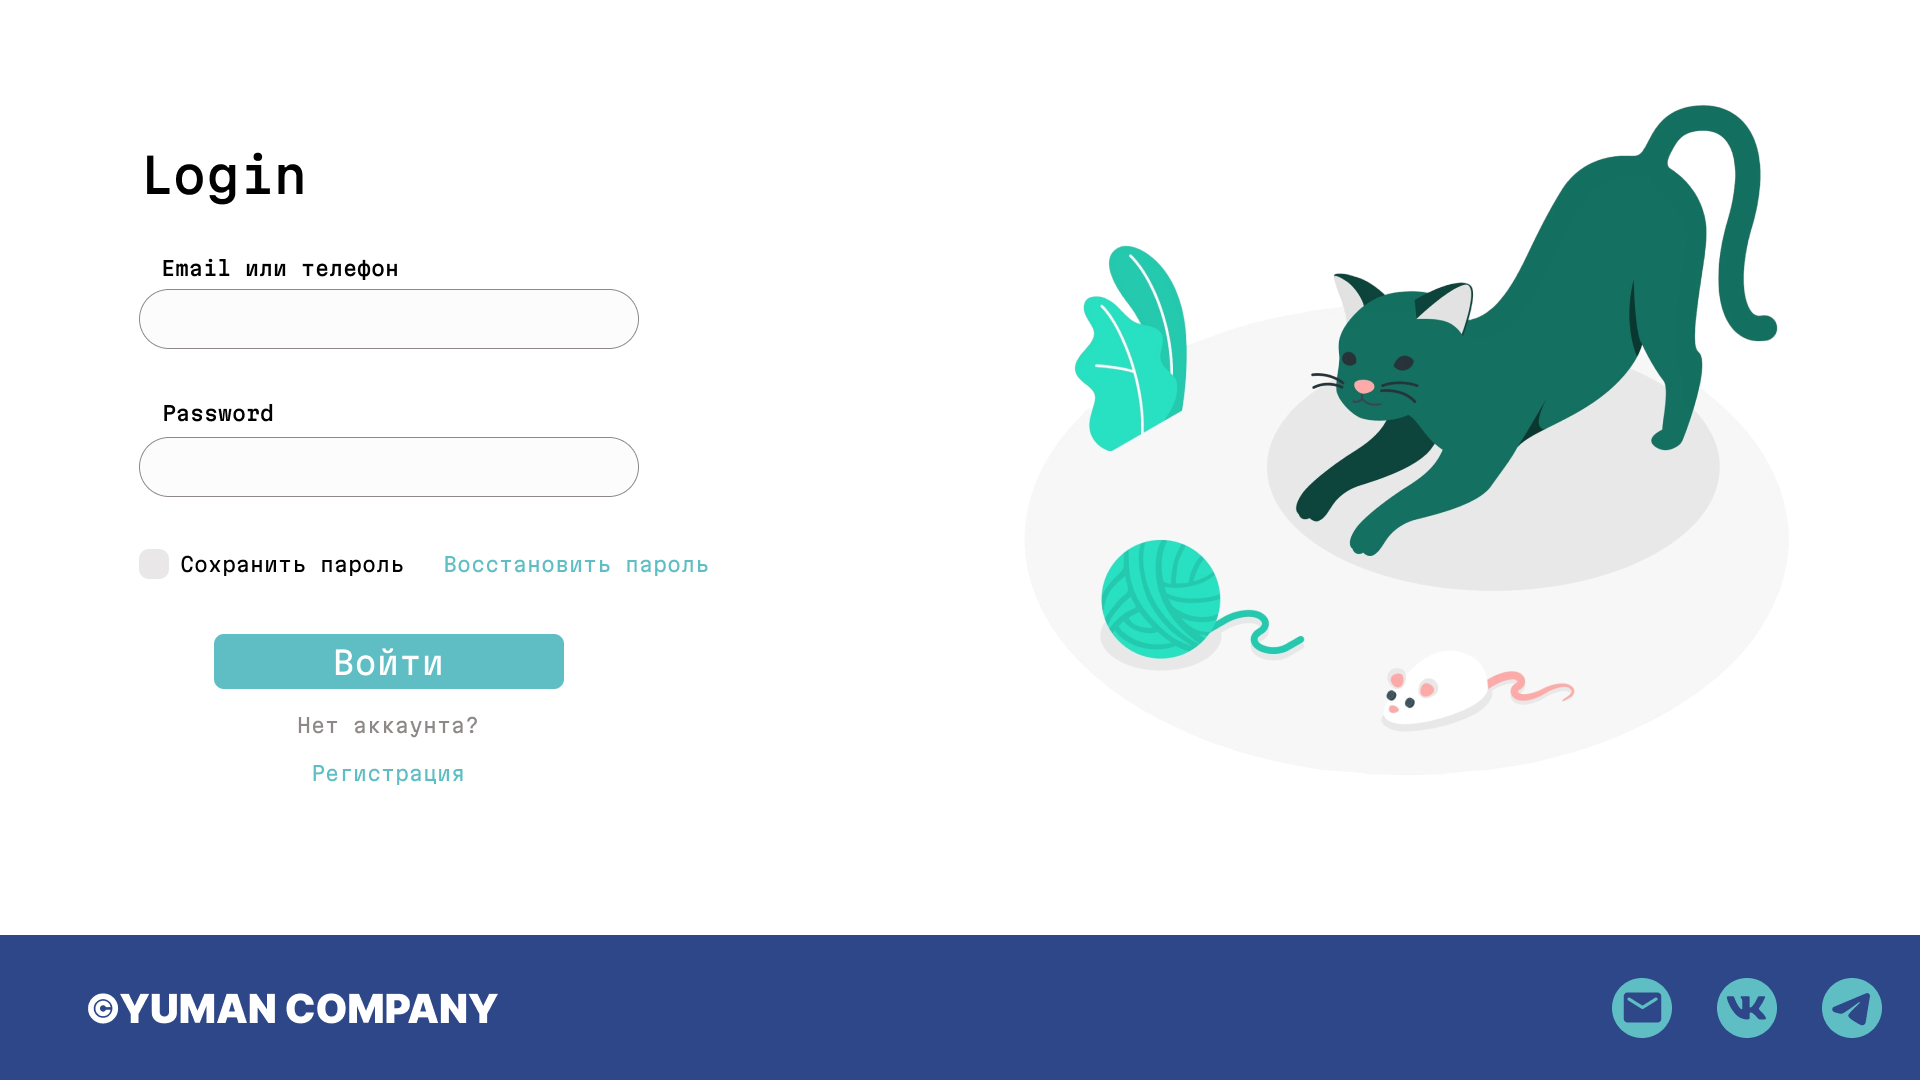 Login
Email или телефон
Password
Сохранить пароль
Восстановить пароль
Войти
Нет аккаунта?
Регистрация
©YUMAN COMPANY